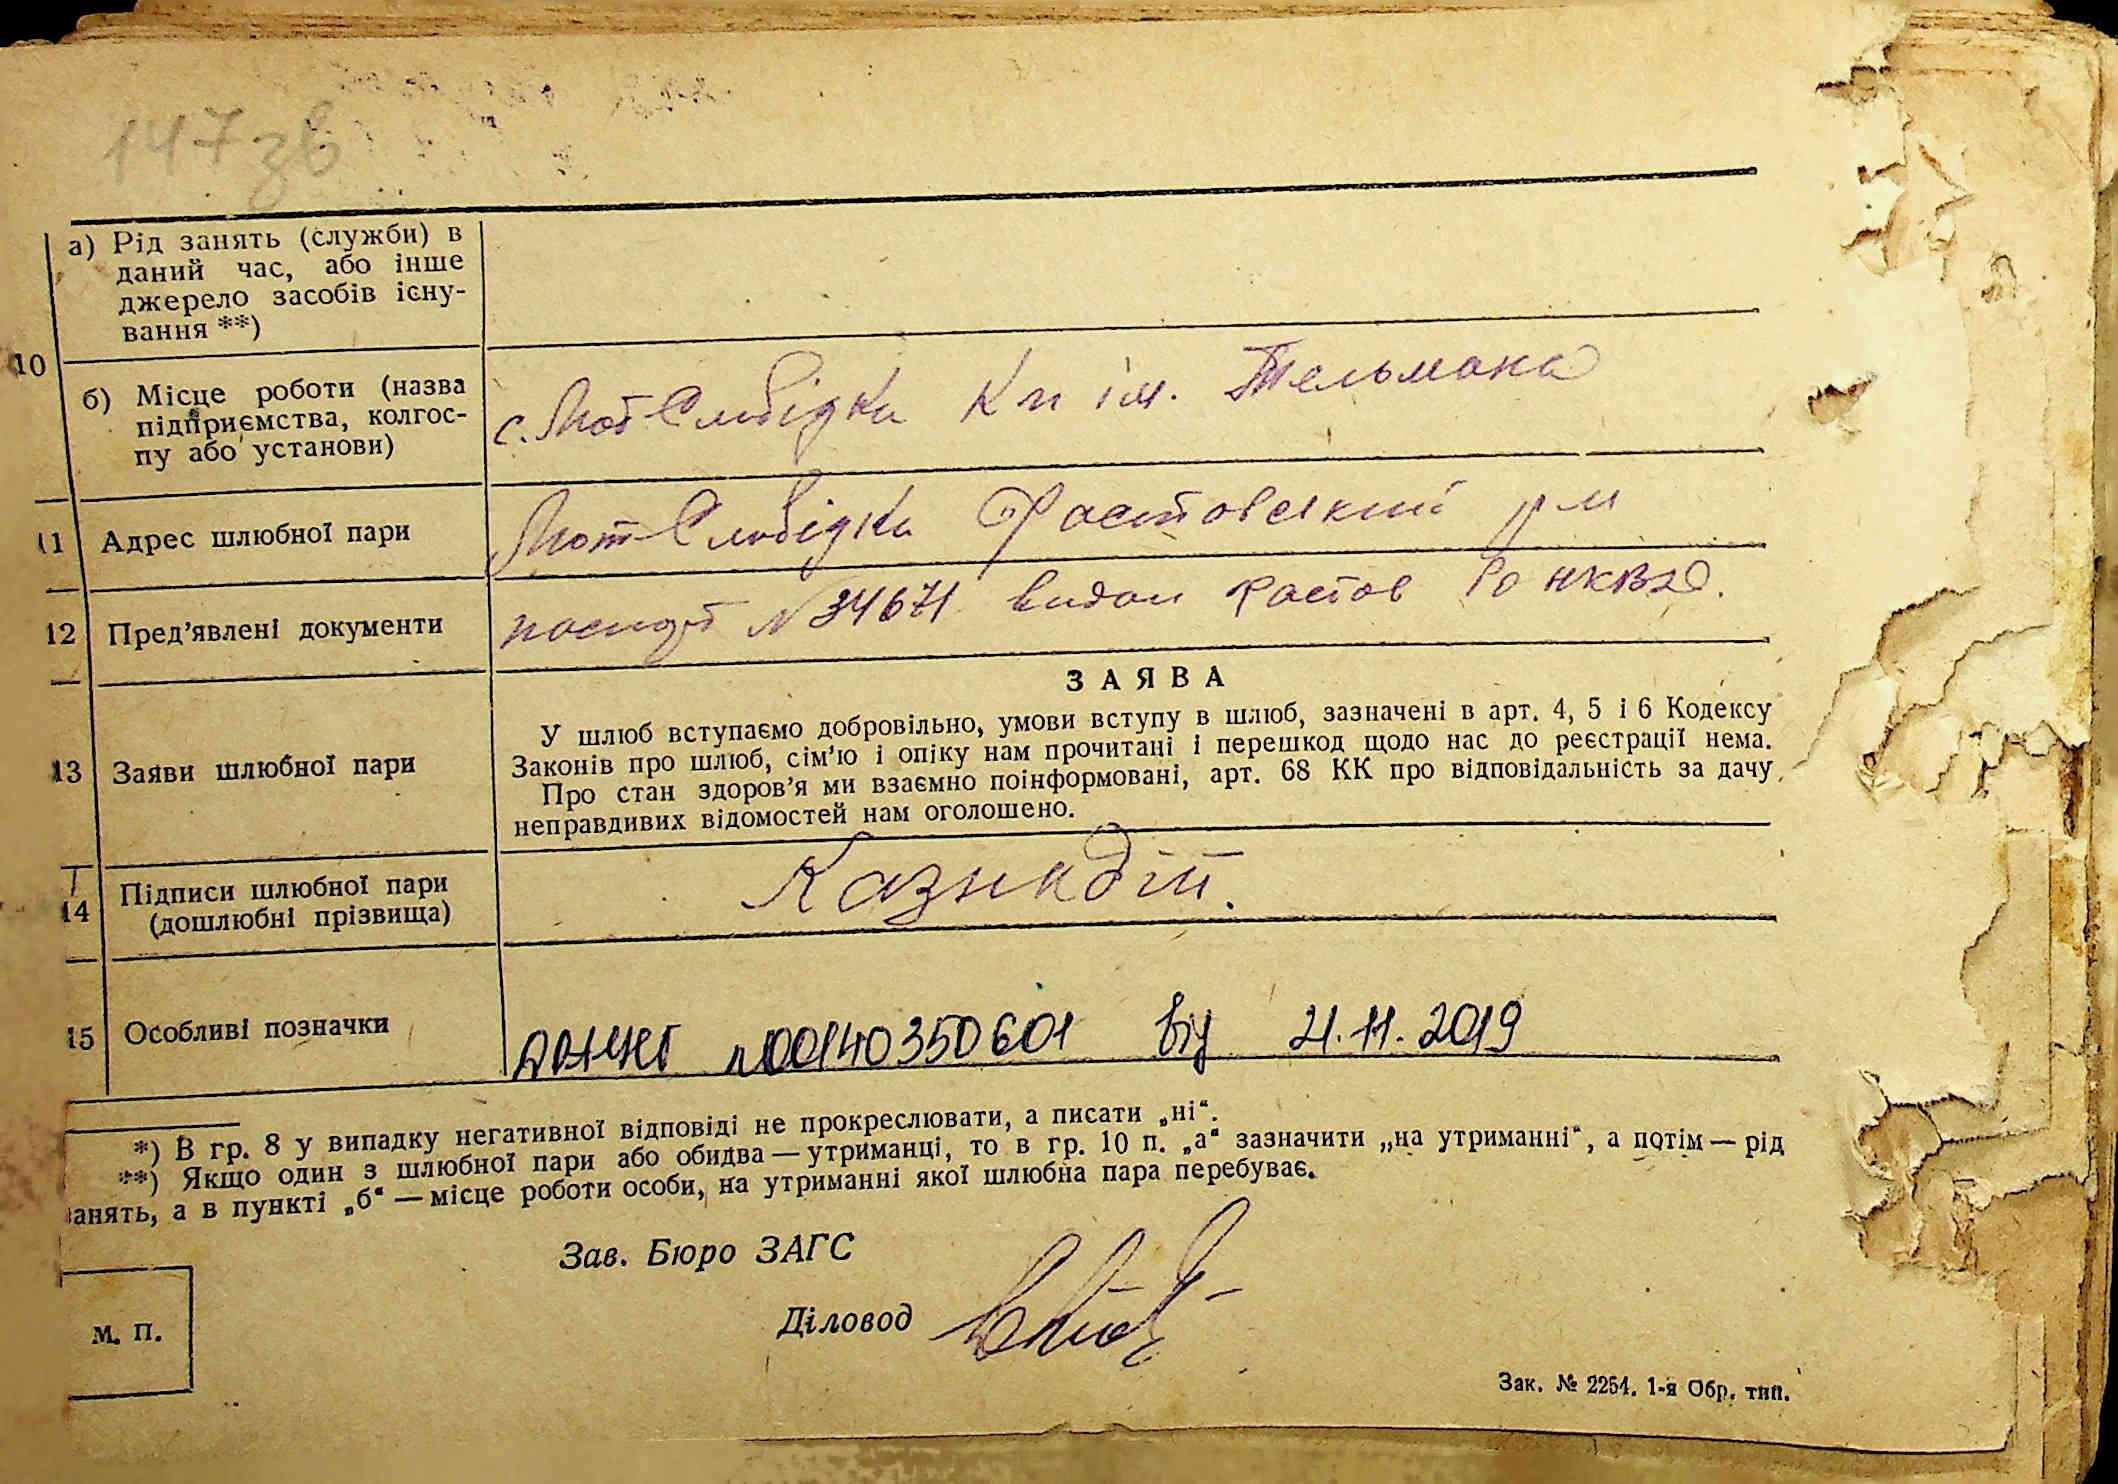 147 зв
а) Рід занять (служби) в
даний час, або інше
джерело засобів існу-
вання **)
10
б) Місце роботи (назва
підприємства, колгос-
пу або установи)
с. Мот Слобідка Кп ім. Тельмана
11 Адрес шлюбної пари
Мот Слобідка Фастовський р-н
12 Пред'явлені документи
паспорт № 34671 видан Фастов Ро НКВД.
13 Заяви шлюбної пари
ЗАЯВА
У шлюб вступаємо добровільно, умови вступу в шлюб, зазначені в арт. 4, 5 і 6 Кодексу
Законів про шлюб, сім'ю і опіку нам прочитані і перешкод щодо нас до реєстрації нема.
Про стан здоров'я ми взаємно поінформовані, арт. 68 КК про відповідальність за дачу
неправдивих відомостей нам оголошено.
14 Підписи шлюбної пари
(дошлюбні прізвища)
15 Особливі позначки
№00140350601 від 21.11.2019
*) В гр. 8 у випадку негативної відповіді не прокреслювати, а писати „ні“.
**) Якщо один з шлюбної пари або обидва — утриманці, то в гр. 10 п. „а“ зазначити „на утриманні“, а потім — рід
занять, а в пункті „б“ — місце роботи особи, на утриманні якої шлюбна пара перебуває.
Зав. Бюро ЗАГС
Діловод
М. П.
Зак. № 2254. 1-я Обр. тип.